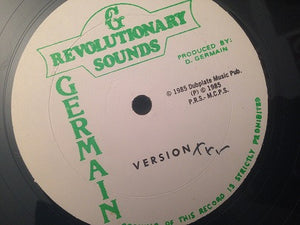 G
REVOLUTIONARY
SOUNDS
GERMAIN
PRODUCED BY:
D. GERMAIN
© 1985 Dubplate Music Pub.
(P) © 1985
P.R.S.- M.C.P.S.
VERSION
OF THIS RECORD IS STRICTLY PROHIBITED